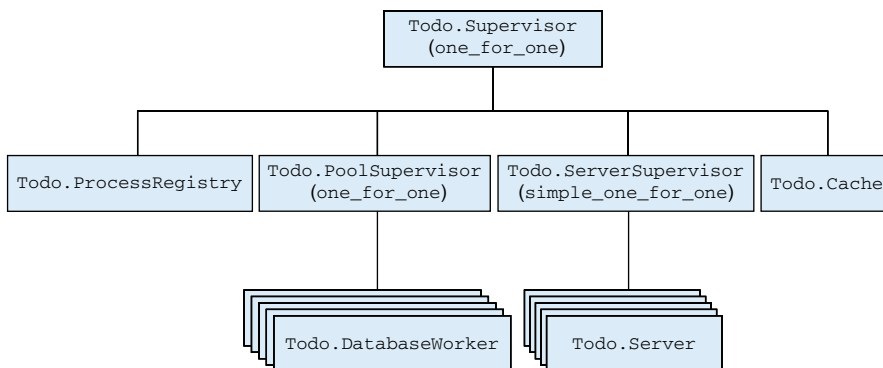 Todo.Supervisor
(one_for_one)
Todo.ProcessRegistry
Todo.PoolSupervisor
(one_for_one)
Todo.ServerSupervisor
(simple_one_for_one)
Todo.Cache
Todo.DatabaseWorker
Todo.Server